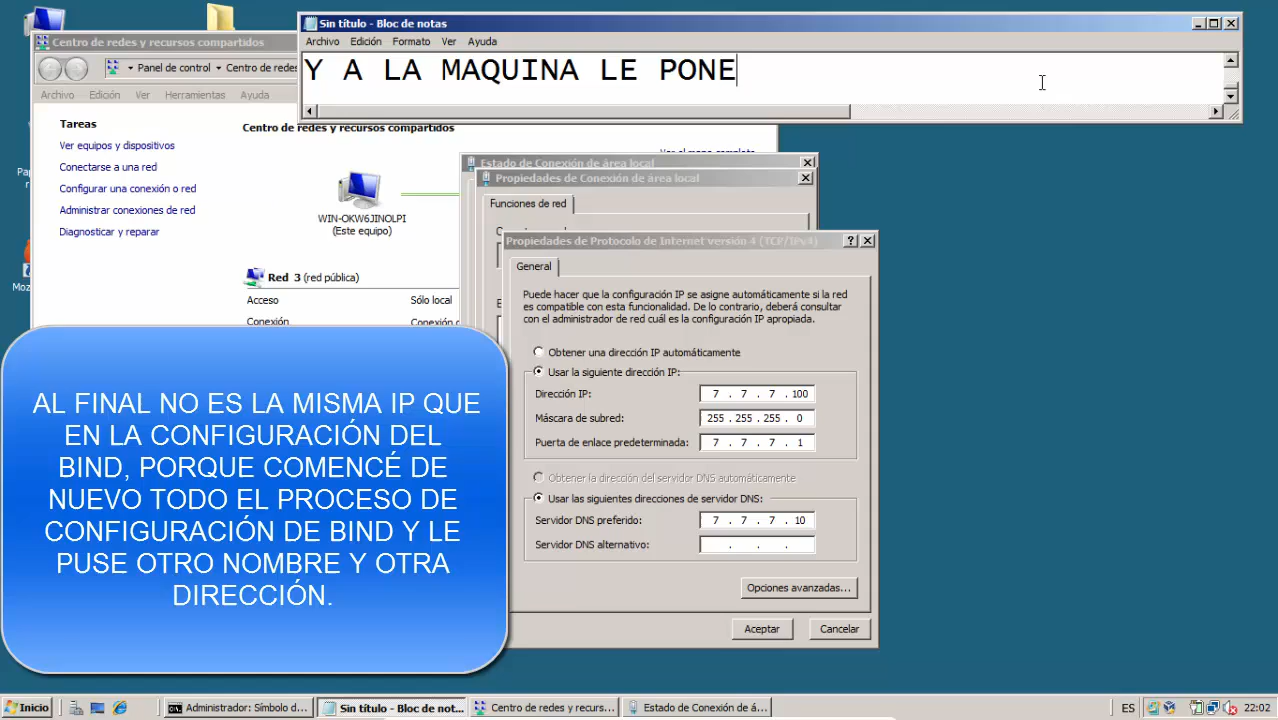 Sin título - Bloc de notas
Archivo Edición Formato Ver Ayuda
Y A LA MAQUINA LE PONE
Centro de redes y recursos compartidos
Panel de control Centro de redes
Archivo Edición Ver Herramientas Ayuda
Tareas
Ver equipos y dispositivos
Conectarse a una red
Configurar una conexión o red
Administrar conexiones de red
Diagnosticar y reparar
Centro de redes y recursos compartidos
Ver el mapa completo
WIN-OKW6JINOLPI
(Este equipo)
Red 3 (red pública)
Acceso Sólo local
Conexión Conexión d
Estado de Conexión de área local
Propiedades de Conexión de área local
Funciones de red
Propiedades de Protocolo de Internet versión 4 (TCP/IPv4)
General
Puede hacer que la configuración IP se asigne automáticamente si la red
es compatible con esta funcionalidad. De lo contrario, deberá consultar
con el administrador de red cuál es la configuración IP apropiada.
Obtener una dirección IP automáticamente
Usar la siguiente dirección IP:
Dirección IP: 7 . 7 . 7 . 100
Máscara de subred: 255 . 255 . 255 . 0
Puerta de enlace predeterminada: 7 . 7 . 7 . 1
Obtener la dirección del servidor DNS automáticamente
Usar las siguientes direcciones de servidor DNS:
Servidor DNS preferido: 7 . 7 . 7 . 10
Servidor DNS alternativo: . . .
Opciones avanzadas...
Aceptar Cancelar
AL FINAL NO ES LA MISMA IP QUE
EN LA CONFIGURACIÓN DEL
BIND, PORQUE COMENCÉ DE
NUEVO TODO EL PROCESO DE
CONFIGURACIÓN DE BIND Y LE
PUSE OTRO NOMBRE Y OTRA
DIRECCIÓN.
Inicio Administrador: Símbolo d... Sin título - Bloc de not... Centro de redes y recurs... Estado de Conexión de á... ES 22:02